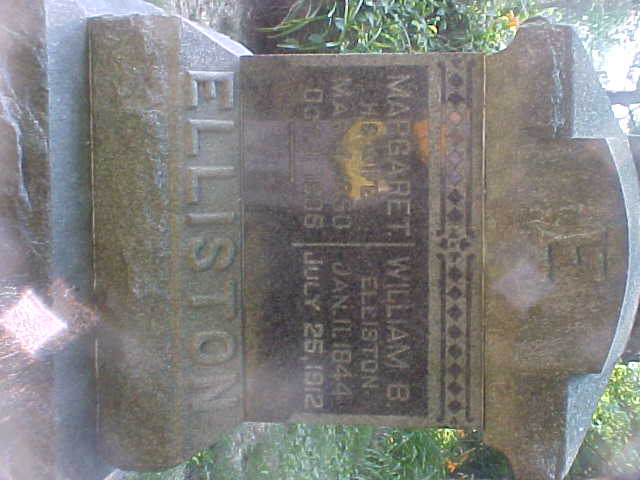 E
MARGARET, WILLIAM B.
ELLISTON.
JAN. 11. 1844
JULY 25, 1912
ELLISTON